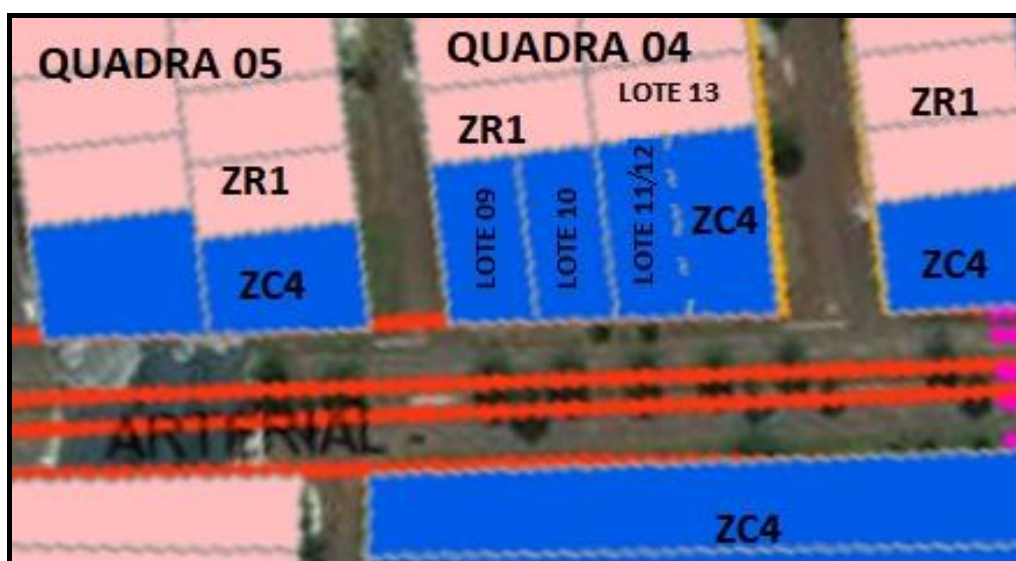 QUADRA 05
QUADRA 04
LOTE 13
ZR1
ZR1
ZR1
LOTE 09
LOTE 10
LOTE 11/12
ZC4
ZC4
ZC4
ARTERIAL -
ZC4